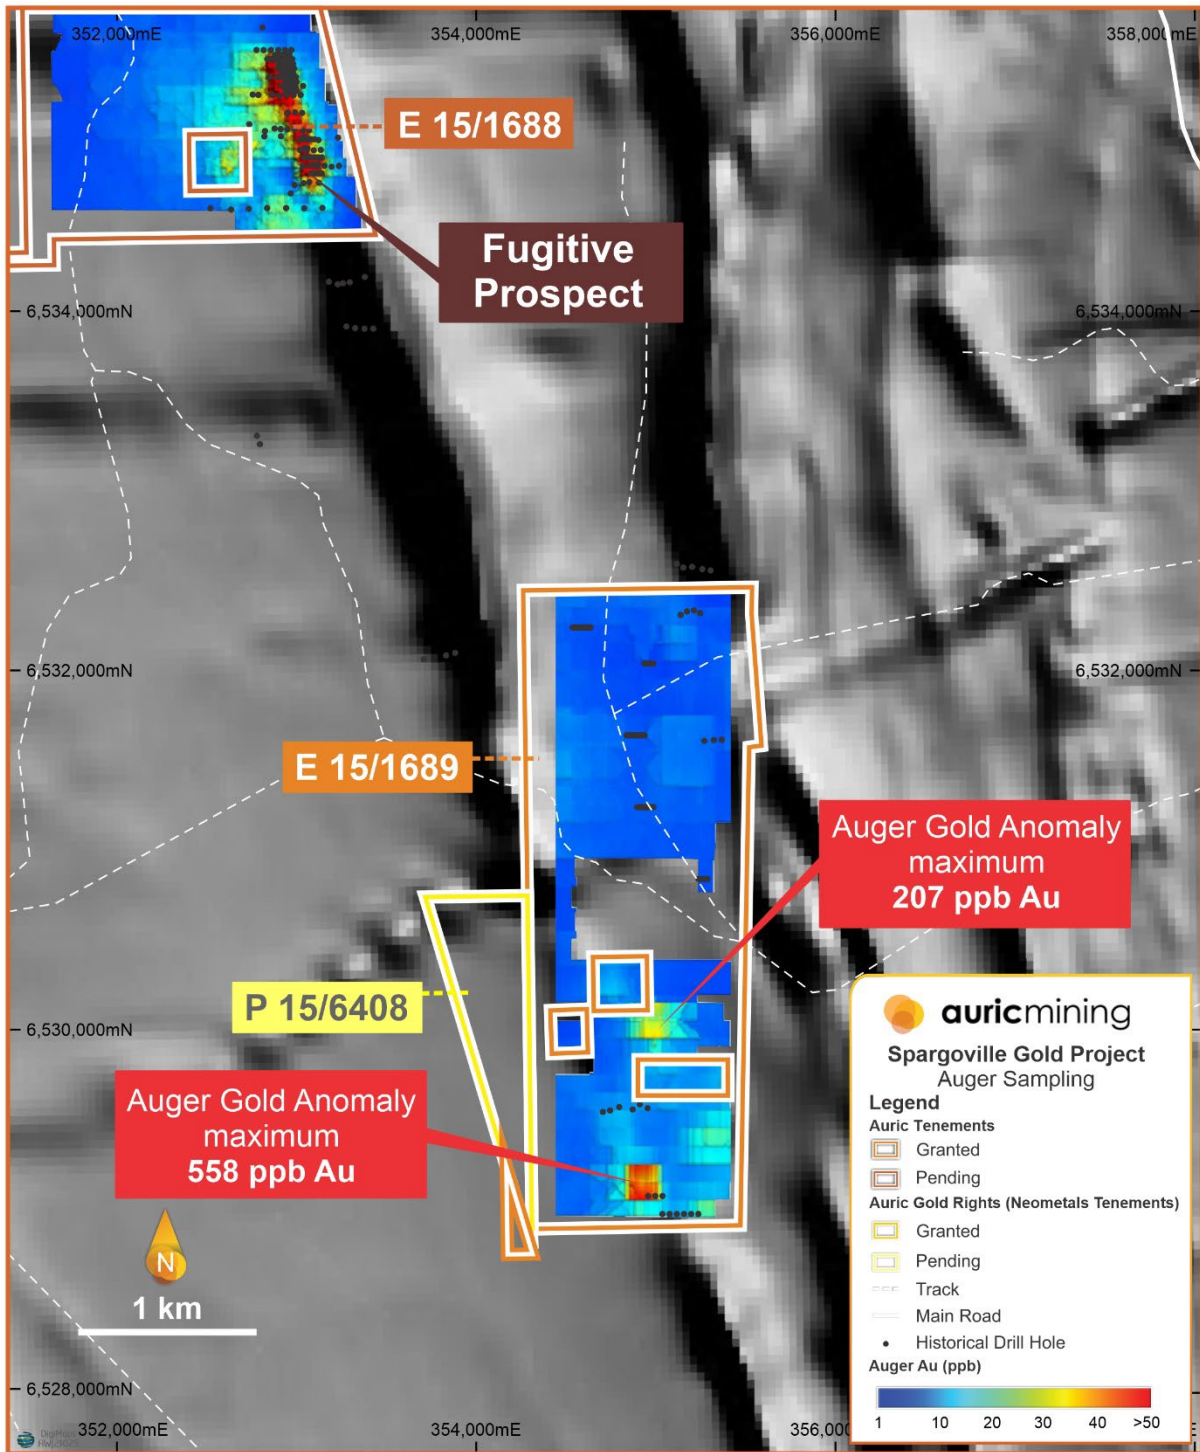 352,000mE
354,000mE
356,000mE
358,000mE
E 15/1688
Fugitive
Prospect
6,534,000mN
6,534,000mN
6,532,000mN
6,532,000mN
E 15/1689
Auger Gold Anomaly
maximum
207 ppb Au
P 15/6408
6,530,000mN
Auger Gold Anomaly
maximum
558 ppb Au
N
1 km
6,528,000mN
352,000mE
354,000mE
356,000mE
auricmining
Spargoville Gold Project
Auger Sampling
Legend
Auric Tenements
Granted
Pending
Auric Gold Rights (Neometals Tenements)
Granted
Pending
Track
Main Road
Historical Drill Hole
Auger Au (ppb)
1 10 20 30 40 >50